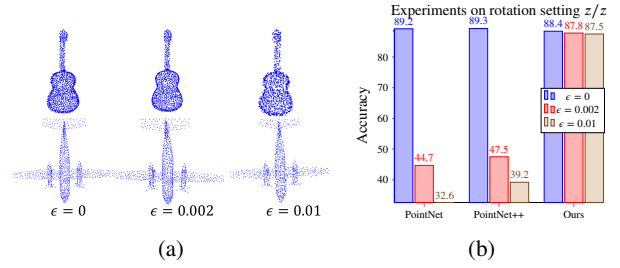 Experiments on rotation setting z/z
89.2
89.3
88.4
87.8
87.5
80
70
60
50
40
Accuracy
ϵ = 0
ϵ = 0.002
ϵ = 0.01
44.7
32.6
47.5
39.2
PointNet
PointNet++
Ours
ϵ = 0
ϵ = 0.002
ϵ = 0.01
(a)
(b)